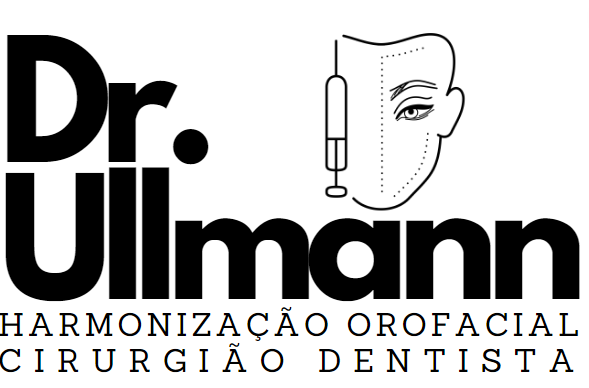 Dr.
Ullmann
HARMONIZAÇÃO OROFACIAL
CIRURGIÃO DENTISTA